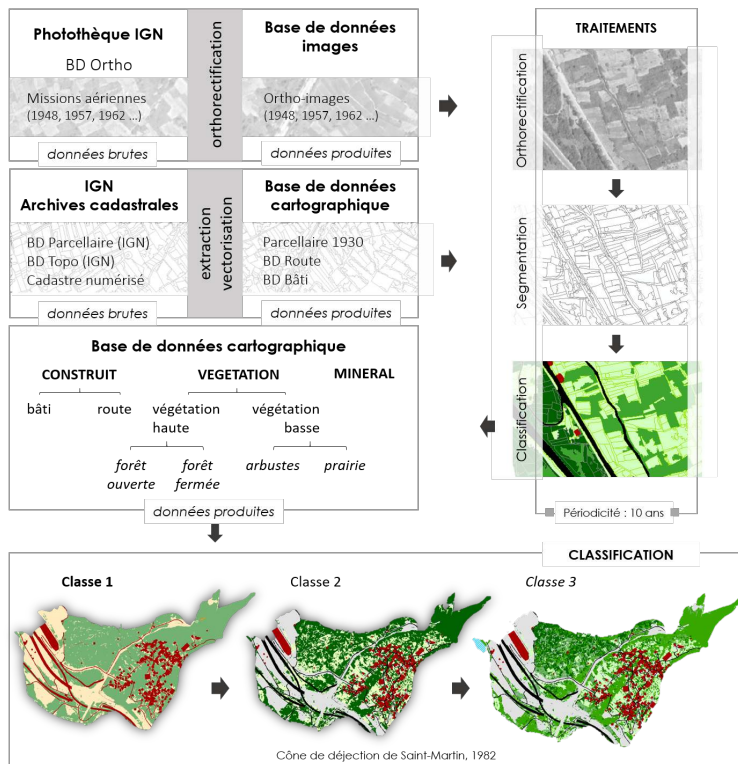 Photothèque IGN
BD Ortho
Missions aériennes
(1948, 1957, 1962 ...)
données brutes
orthorectification
Base de données
images
Ortho-images
(1948, 1957, 1962 ...)
données produites
IGN
Archives cadastrales
BD Parcellaire (IGN)
BD Topo (IGN)
Cadastre numérisé
données brutes
extraction
vectorisation
Base de données
cartographique
Parcellaire 1930
BD Route
BD Bâti
données produites
Base de données cartographique
CONSTRUIT VEGETATION MINERAL
bâti route végétation végétation
haute basse
forêt forêt arbustes prairie
ouverte fermée
données produites
TRAITEMENTS
Orthorectification
Segmentation
Classification
Périodicité : 10 ans
CLASSIFICATION
Classe 1 Classe 2 Classe 3
Cône de déjection de Saint-Martin, 1982